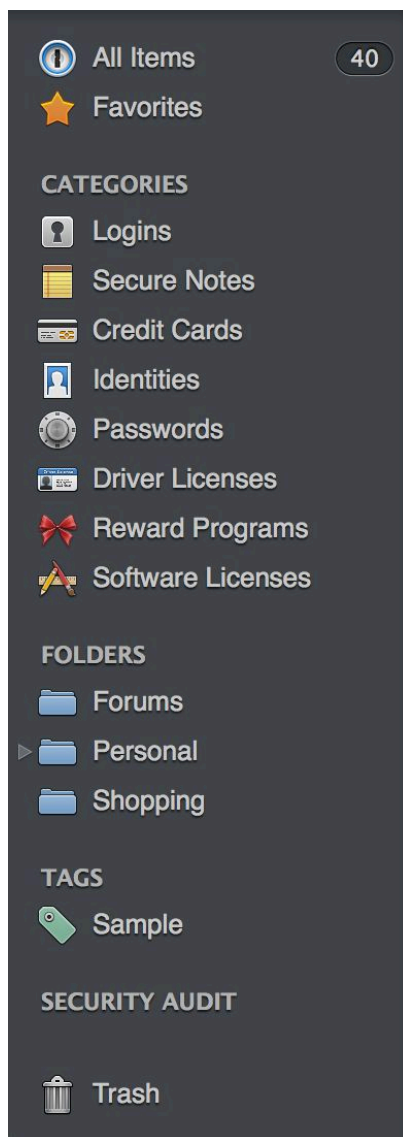 All Items 40
Favorites
CATEGORIES
Logins
Secure Notes
Credit Cards
Identities
Passwords
Driver Licenses
Reward Programs
Software Licenses
FOLDERS
Forums
Personal
Shopping
TAGS
Sample
SECURITY AUDIT
Trash